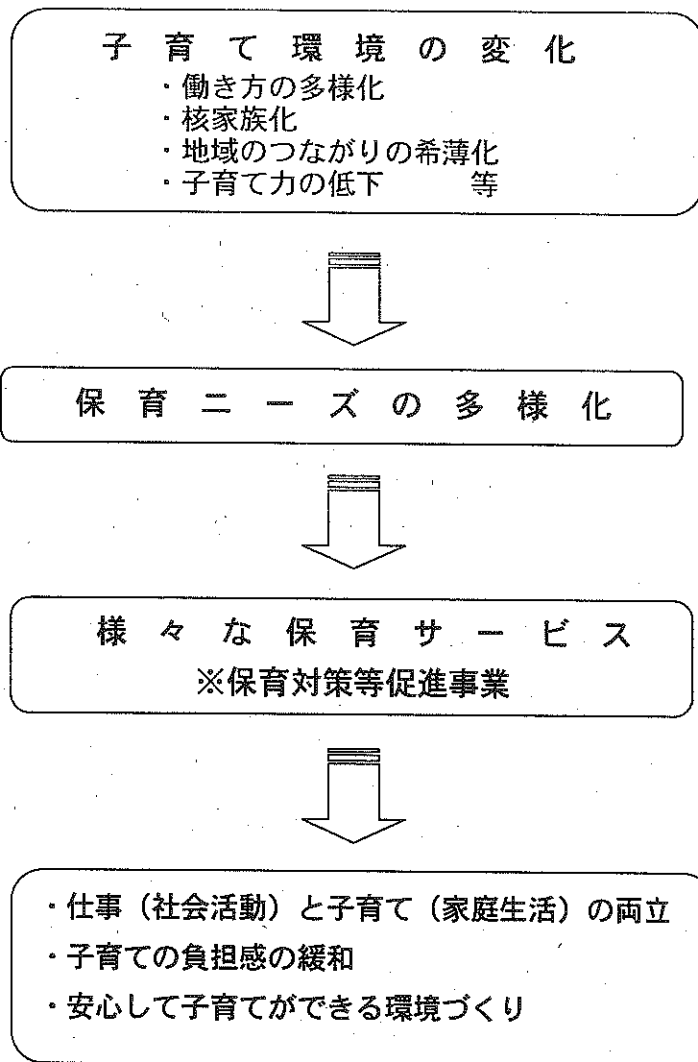 子育て環境の変化
・働き方の多様化
・核家族化
・地域のつながりの希薄化
・子育て力の低下　　　等
保育ニーズの多様化
様々な保育サービス
※保育対策等促進事業
・仕事（社会活動）と子育て（家庭生活）の両立
・子育ての負担感の緩和
・安心して子育てができる環境づくり